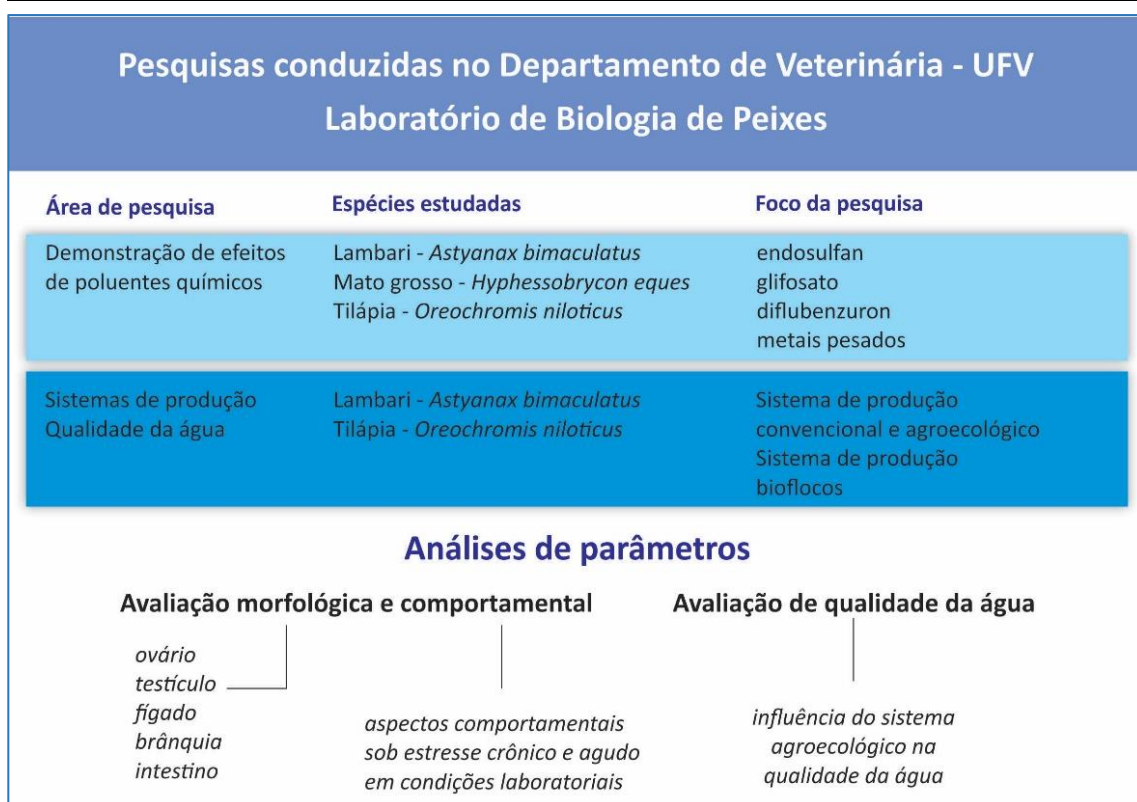 Pesquisas conduzidas no Departamento de Veterinária - UFV
Laboratório de Biologia de Peixes
Área de pesquisa
Espécies estudadas
Foco da pesquisa
Demonstração de efeitos
de poluentes químicos
Lambari - Astyanax bimaculatus
Mato grosso - Hyphessobrycon eques
Tilápia - Oreochromis niloticus
endosulfan
glifosato
diflubenzuron
metais pesados
Sistemas de produção
Qualidade da água
Lambari - Astyanax bimaculatus
Tilápia - Oreochromis niloticus
Sistema de produção
convencional e agroecológico
Sistema de produção
bioflocos
Análises de parâmetros
Avaliação morfológica e comportamental
ovário
testículo
fígado
brânquia
intestino
aspectos comportamentais
sob estresse crônico e agudo
em condições laboratoriais
Avaliação de qualidade da água
influência do sistema
agroecológico na
qualidade da água